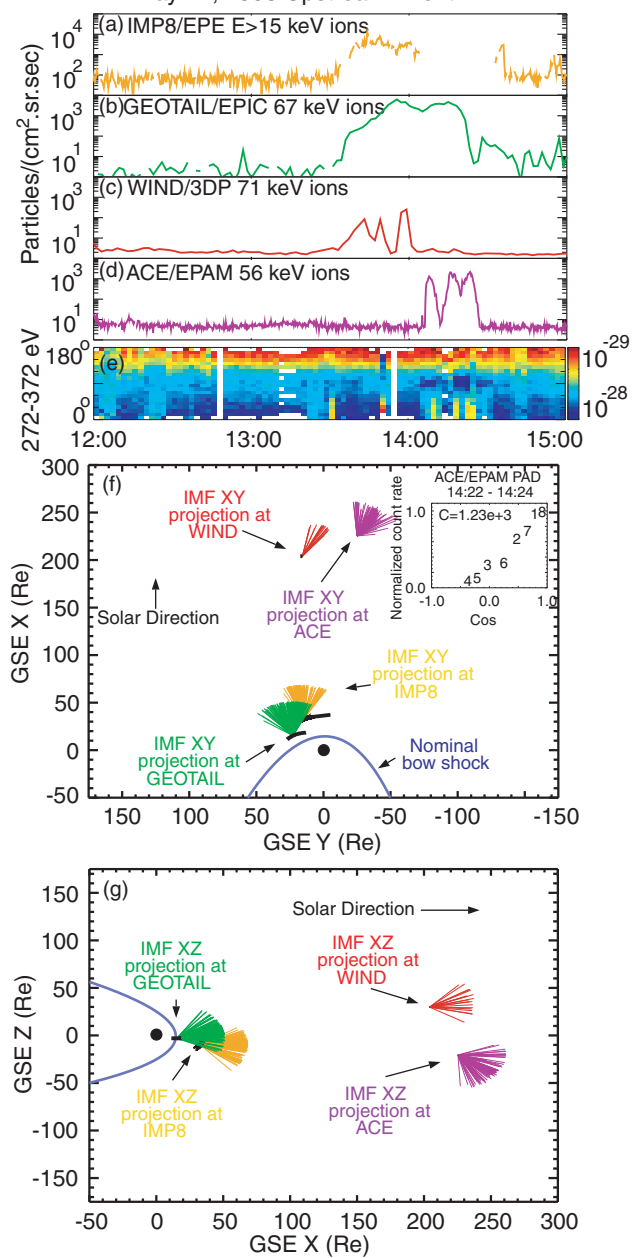 (a) IMP8/EPE E>15 keV ions
10^4
10^2
(b) GEOTAIL/EPIC 67 keV ions
10^3
10^1
(c) WIND/3DP 71 keV ions
10^3
10^1
(d) ACE/EPAM 56 keV ions
10^3
10^1
Particles/(cm^2.sr.sec)
(e)
180°
0°
272-372 eV
10^-29
10^-28
12:00 13:00 14:00 15:00
(f)
300
250
200
150
100
50
0
-50
GSE X (Re)
IMF XY
projection at
WIND
Solar Direction
IMF XY
projection at
ACE
ACE/EPAM PAD
14:22 - 14:24
C=1.23e+3
1.0
0.0
Normalized count rate
4 5 3 6 2 7 1 8
-1.0 0.0 1.0
Cos
IMF XY
projection at
IMP8
IMF XY
projection at
GEOTAIL
Nominal
bow shock
150 100 50 0 -50 -100 -150
GSE Y (Re)
(g)
150
100
50
0
-50
-100
-150
GSE Z (Re)
Solar Direction
IMF XZ
projection at
GEOTAIL
IMF XZ
projection at
WIND
IMF XZ
projection at
IMP8
IMF XZ
projection at
ACE
-50 0 50 100 150 200 250 300
GSE X (Re)